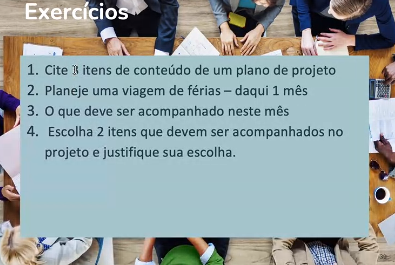 Exercícios
1. Cite 3 itens de conteúdo de um plano de projeto
2. Planeje uma viagem de férias – daqui 1 mês
3. O que deve ser acompanhado neste mês
4. Escolha 2 itens que devem ser acompanhados no
projeto e justifique sua escolha.